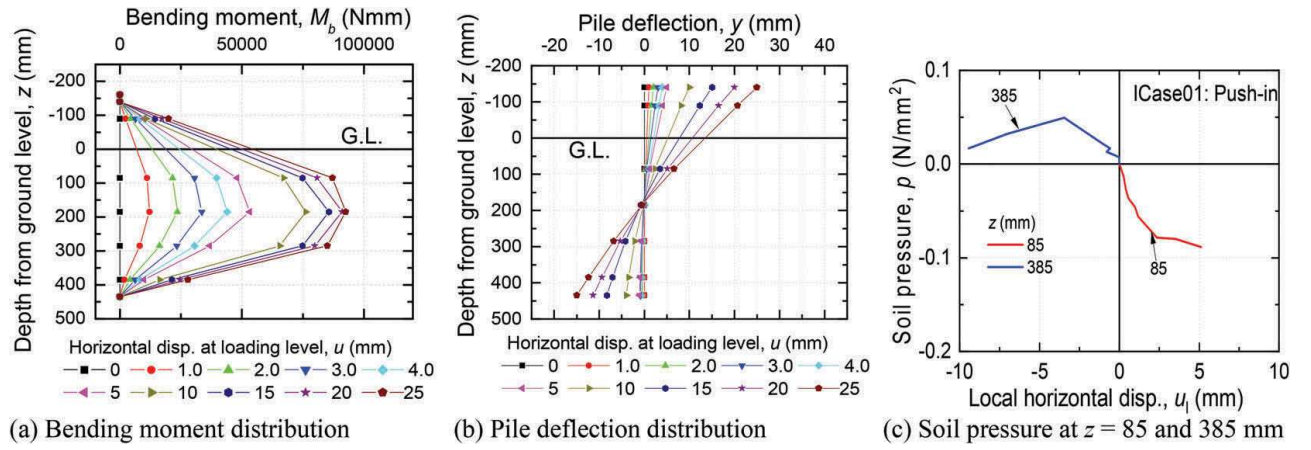 Bending moment, M_b (Nmm)
0 50000 100000
Depth from ground level, z (mm)
-200
-100
0
100
200
300
400
500
G.L.
Horizontal disp. at loading level, u (mm)
0 1.0 2.0 3.0 4.0
5 10 15 20 25
(a) Bending moment distribution
Pile deflection, y (mm)
-20 -10 0 10 20 30 40
Depth from ground level, z (mm)
-200
-100
0
100
200
300
400
500
G.L.
Horizontal disp. at loading level, u (mm)
0 1.0 2.0 3.0 4.0
5 10 15 20 25
(b) Pile deflection distribution
Soil pressure, p (N/mm²)
0.1
0.0
-0.1
-0.2
ICase01: Push-in
385
z (mm)
85
385
85
-10 -5 0 5 10
Local horizontal disp., u_l (mm)
(c) Soil pressure at z = 85 and 385 mm